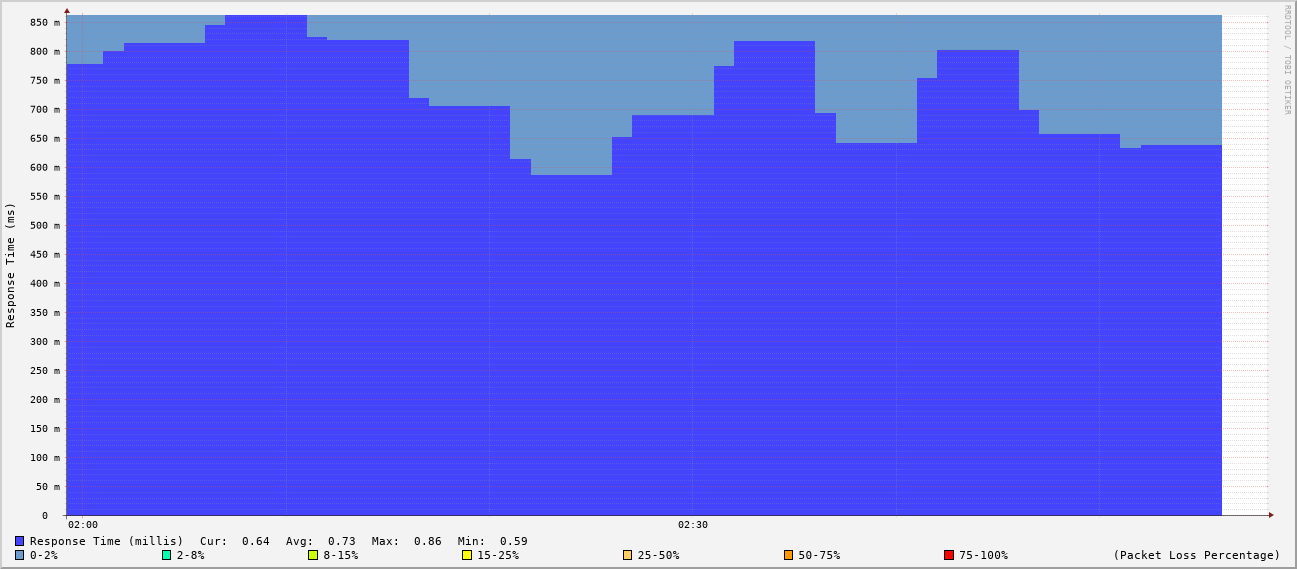 RRDTOOL / TOBI OETIKER
Response Time (ms)
850 m
800 m
750 m
700 m
650 m
600 m
550 m
500 m
450 m
400 m
350 m
300 m
250 m
200 m
150 m
100 m
50 m
0
02:00 02:30
Response Time (millis) Cur: 0.64 Avg: 0.73 Max: 0.86 Min: 0.59
0-2% 2-8% 8-15% 15-25% 25-50% 50-75% 75-100% (Packet Loss Percentage)